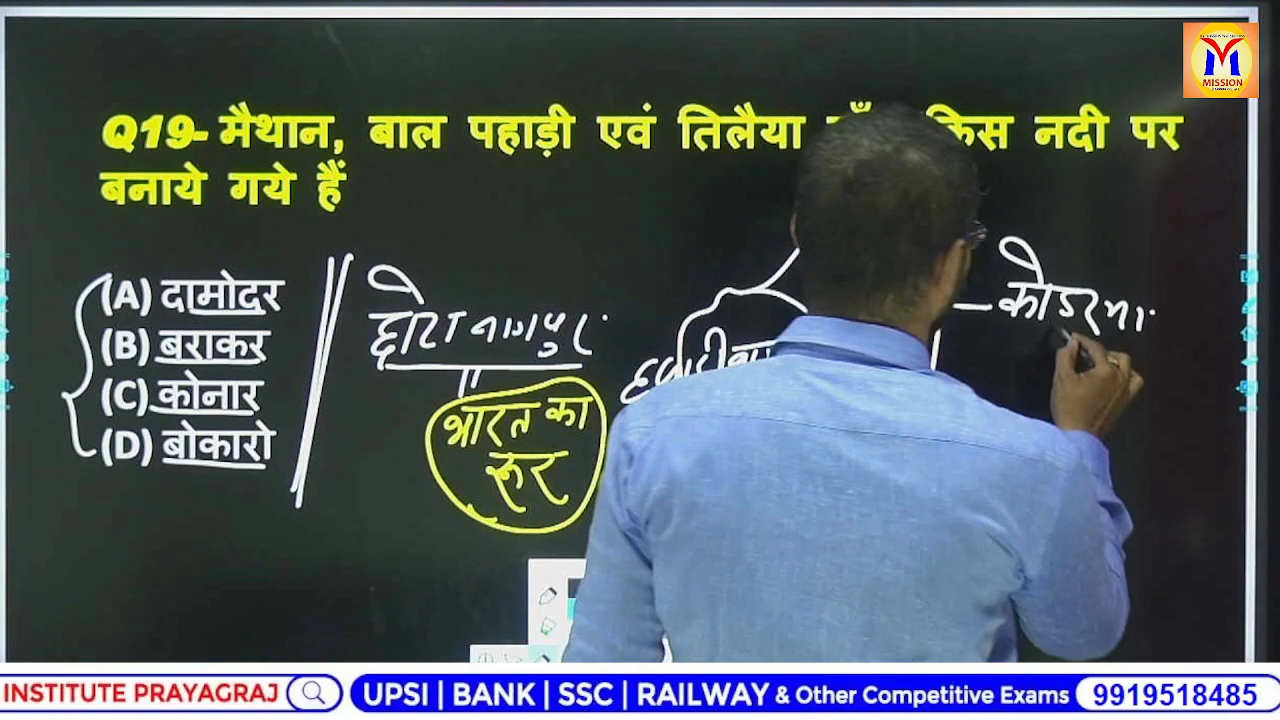 MISSION
Q19- मैथान, बाल पहाड़ी एवं तिलैया किस नदी पर
बनाये गये हैं
(A) दामोदर
(B) बराकर
(C) कोनार
(D) बोकारो
छोटा नागपुर
भारत का
रूर
कोडरमा
INSTITUTE PRAYAGRAJ
UPSI | BANK | SSC | RAILWAY & Other Competitive Exams
9919518485